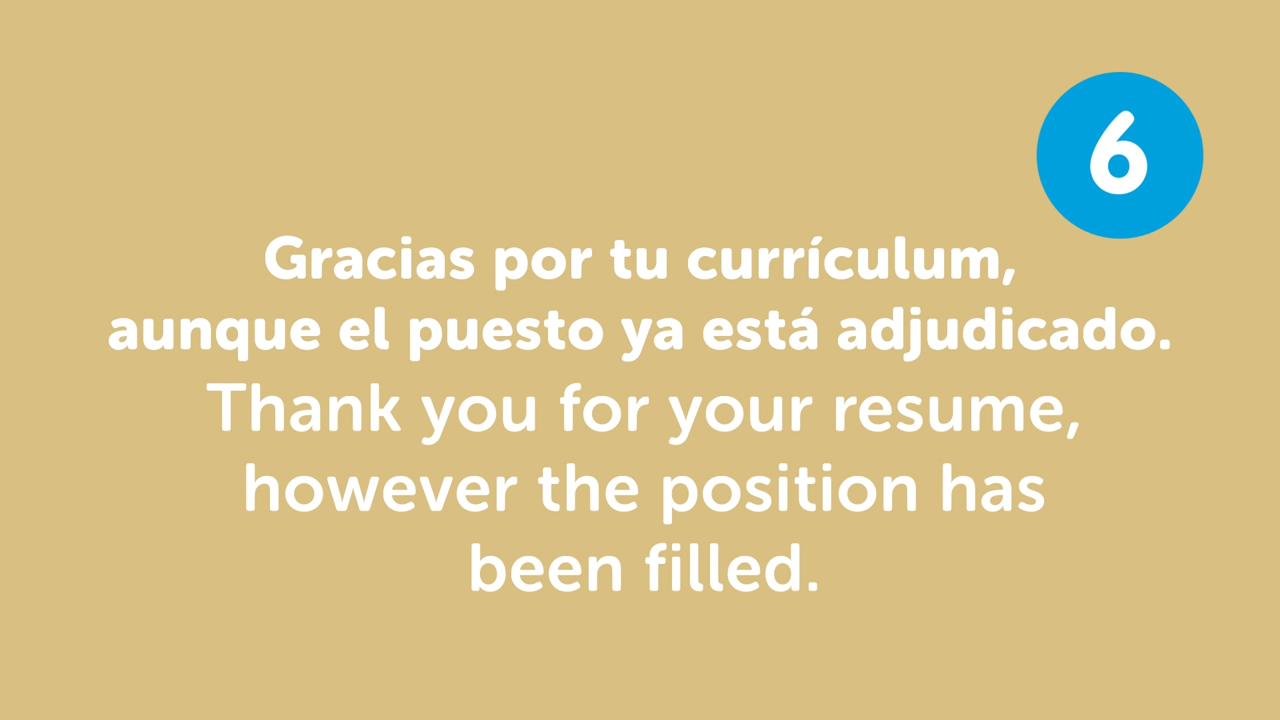 6
Gracias por tu currículum,
aunque el puesto ya está adjudicado.
Thank you for your resume,
however the position has
been filled.